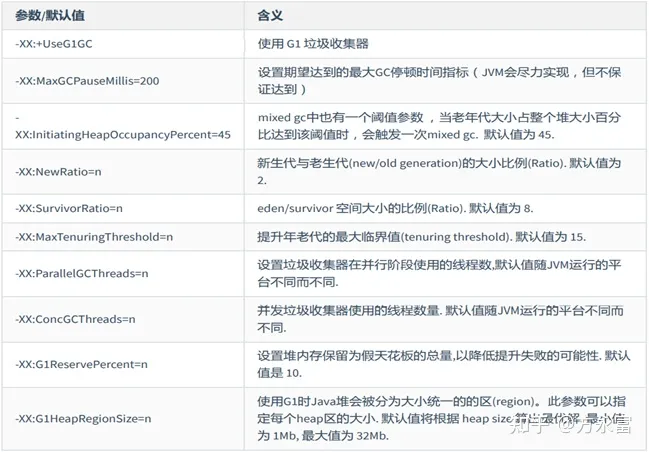 参数/默认值 含义
-XX:+UseG1GC 使用 G1 垃圾收集器
-XX:MaxGCPauseMillis=200 设置期望达到的最大GC停顿时间指标（JVM会尽力实现，但不保
证达到）
-
XX:InitiatingHeapOccupancyPercent=45
mixed gc中也有一个阈值参数 ，当老年代大小占整个堆大小百分
比达到该阈值时，会触发一次mixed gc. 默认值为 45.
-XX:NewRatio=n 新生代与老生代(new/old generation)的大小比例(Ratio). 默认值为
2.
-XX:SurvivorRatio=n eden/survivor 空间大小的比例(Ratio). 默认值为 8.
-XX:MaxTenuringThreshold=n 提升年老代的最大临界值(tenuring threshold). 默认值为 15.
-XX:ParallelGCThreads=n 设置垃圾收集器在并行阶段使用的线程数,默认值随JVM运行的平
台不同而不同.
-XX:ConcGCThreads=n 并发垃圾收集器使用的线程数量. 默认值随JVM运行的平台不同而
不同.
-XX:G1ReservePercent=n 设置堆内存保留为假天花板的总量,以降低提升失败的可能性. 默认
值是 10.
-XX:G1HeapRegionSize=n 使用G1时Java堆会被分为大小统一的的区(region)。此参数可以指
定每个heap区的大小. 默认值将根据 heap size 算出最优解. 最小值
为 1Mb, 最大值为 32Mb.
知乎 @方永富